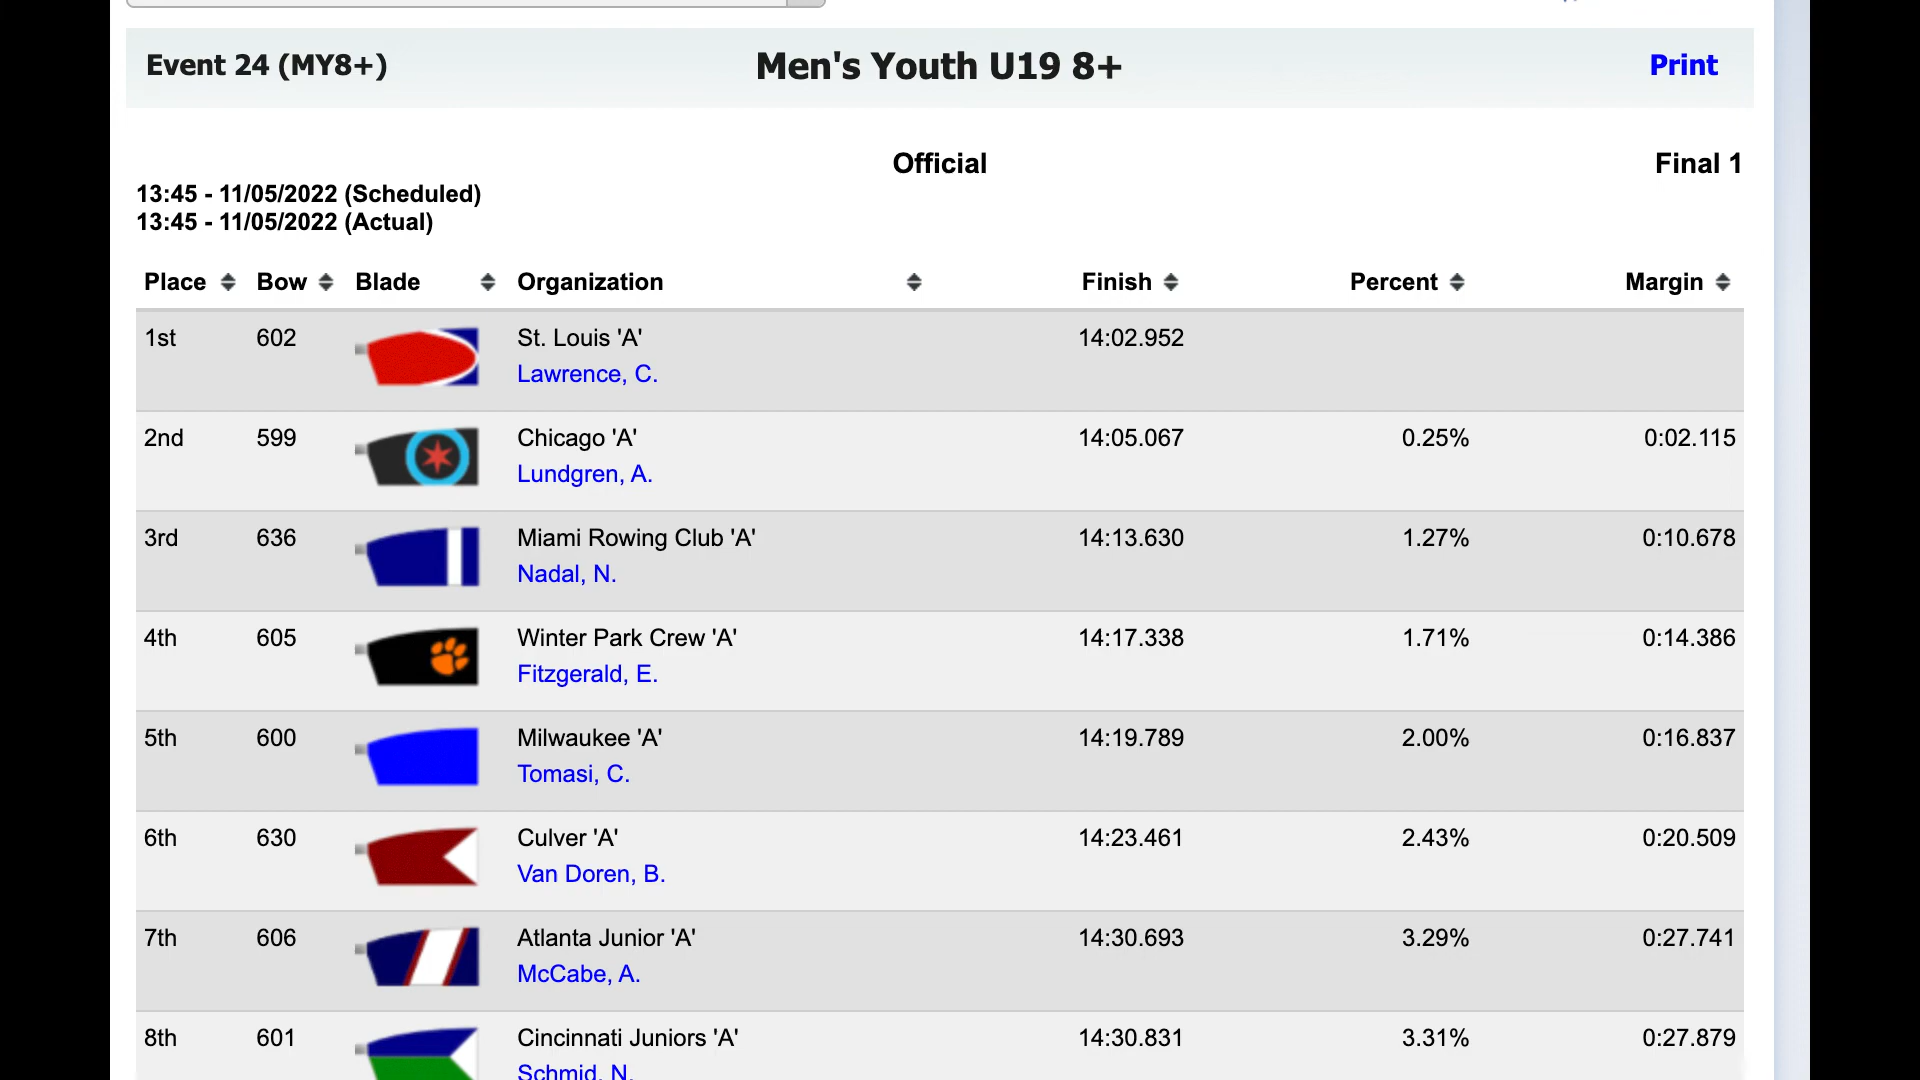 Event 24 (MY8+) Men's Youth U19 8+ Print
Official Final 1
13:45 - 11/05/2022 (Scheduled)
13:45 - 11/05/2022 (Actual)
Place Bow Blade Organization Finish Percent Margin
1st 602 St. Louis 'A' 14:02.952
Lawrence, C.
2nd 599 Chicago 'A' 14:05.067 0.25% 0:02.115
Lundgren, A.
3rd 636 Miami Rowing Club 'A' 14:13.630 1.27% 0:10.678
Nadal, N.
4th 605 Winter Park Crew 'A' 14:17.338 1.71% 0:14.386
Fitzgerald, E.
5th 600 Milwaukee 'A' 14:19.789 2.00% 0:16.837
Tomasi, C.
6th 630 Culver 'A' 14:23.461 2.43% 0:20.509
Van Doren, B.
7th 606 Atlanta Junior 'A' 14:30.693 3.29% 0:27.741
McCabe, A.
8th 601 Cincinnati Juniors 'A' 14:30.831 3.31% 0:27.879
Schmid, N.